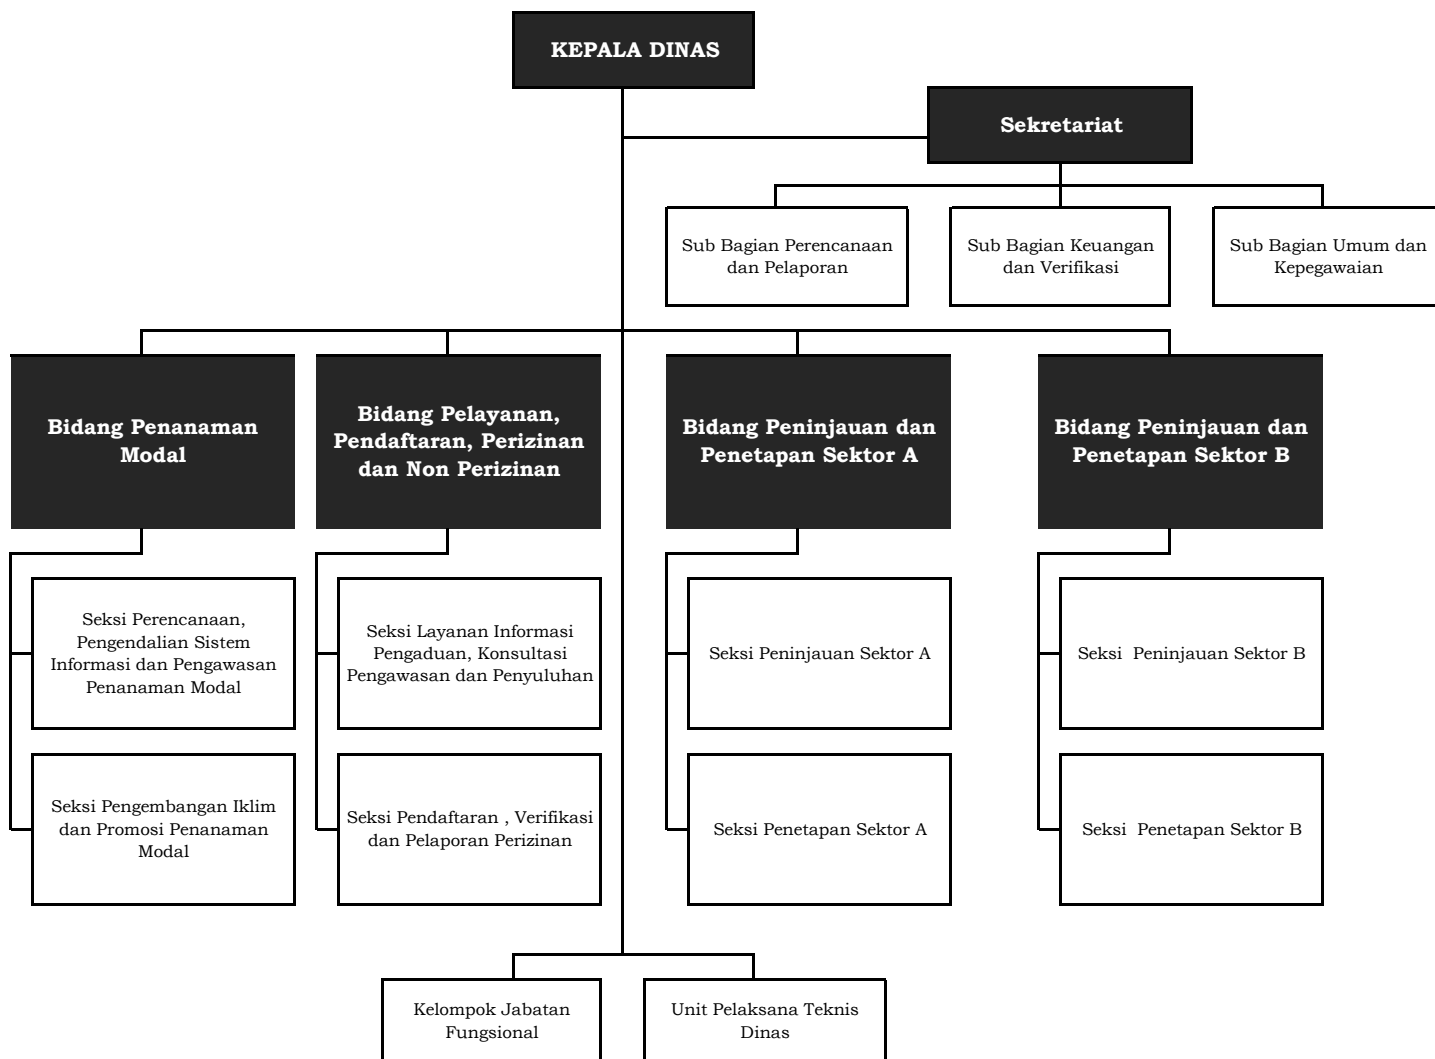 KEPALA DINAS
Sekretariat
Sub Bagian Perencanaan
dan Pelaporan
Sub Bagian Keuangan
dan Verifikasi
Sub Bagian Umum dan
Kepegawaian
Bidang Penanaman
Modal
Bidang Pelayanan,
Pendaftaran, Perizinan
dan Non Perizinan
Bidang Peninjauan dan
Penetapan Sektor A
Bidang Peninjauan dan
Penetapan Sektor B
Seksi Perencanaan,
Pengendalian Sistem
Informasi dan Pengawasan
Penanaman Modal
Seksi Layanan Informasi
Pengaduan, Konsultasi
Pengawasan dan Penyuluhan
Seksi Peninjauan Sektor A
Seksi  Peninjauan Sektor B
Seksi Pengembangan Iklim
dan Promosi Penanaman
Modal
Seksi Pendaftaran , Verifikasi
dan Pelaporan Perizinan
Seksi Penetapan Sektor A
Seksi  Penetapan Sektor B
Kelompok Jabatan
Fungsional
Unit Pelaksana Teknis
Dinas